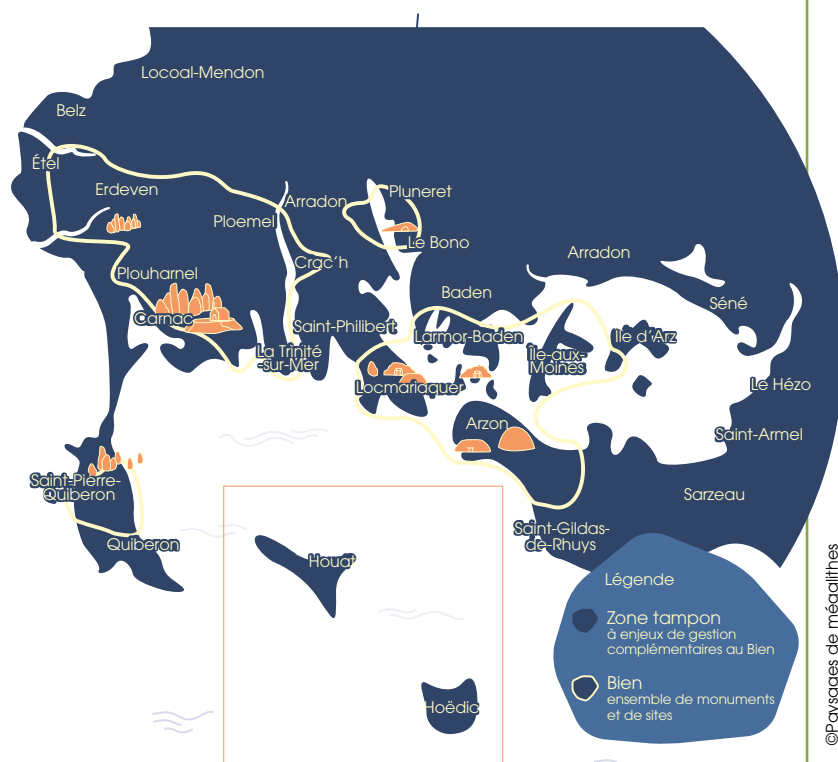 Locoal-Mendon
Belz
Étel
Erdeven
Arradon
Pluneret
Ploemel
Le Bono
Arradon
Crac'h
Plouharnel
Baden
Séné
Carnac
Saint-Philibert
Larmor-Baden
Ile d'Arz
La Trinité
-sur-Mer
Île-aux-
Moines
Le Hézo
Locmariaquer
Arzon
Saint-Armel
Saint-Pierre-
Quiberon
Sarzeau
Quiberon
Saint-Gildas-
de-Rhuys
Houat
Hoëdic
Légende
Zone tampon
à enjeux de gestion
complémentaires au Bien
Bien
ensemble de monuments
et de sites
©Paysages de mégalithes